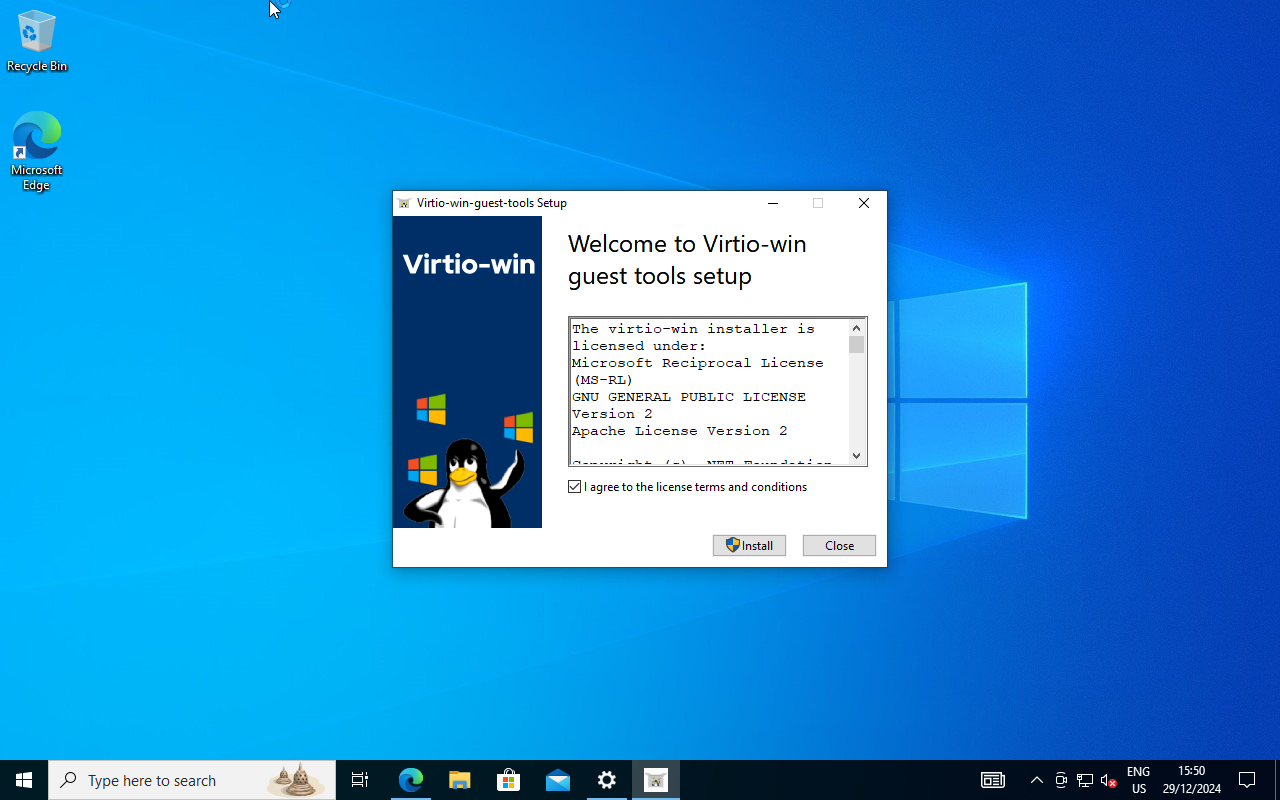 Recycle Bin
Microsoft
Edge
Virtio-win-guest-tools Setup
Virtio-win
Welcome to Virtio-win
guest tools setup
The virtio-win installer is
licensed under:
Microsoft Reciprocal License
(MS-RL)
GNU GENERAL PUBLIC LICENSE
Version 2
Apache License Version 2
Copyright (c) .NET Foundation
I agree to the license terms and conditions
Install
Close
Type here to search
ENG
US
15:50
29/12/2024